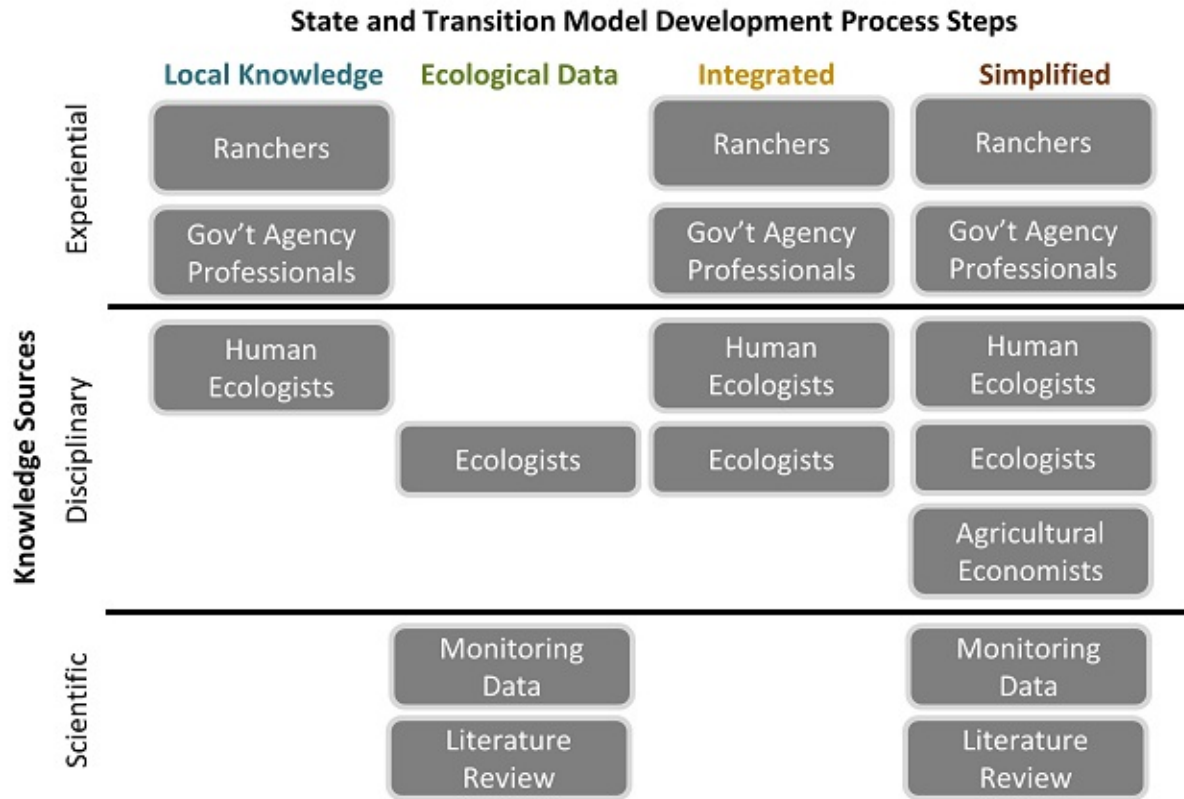 State and Transition Model Development Process Steps
Local Knowledge Ecological Data Integrated Simplified
Knowledge Sources
Experiential
Ranchers Ranchers Ranchers
Gov’t Agency Gov’t Agency Gov’t Agency
Professionals Professionals Professionals
Disciplinary
Human Human Human
Ecologists Ecologists Ecologists
Ecologists Ecologists Ecologists
Agricultural
Economists
Scientific
Monitoring Monitoring
Data Data
Literature Literature
Review Review